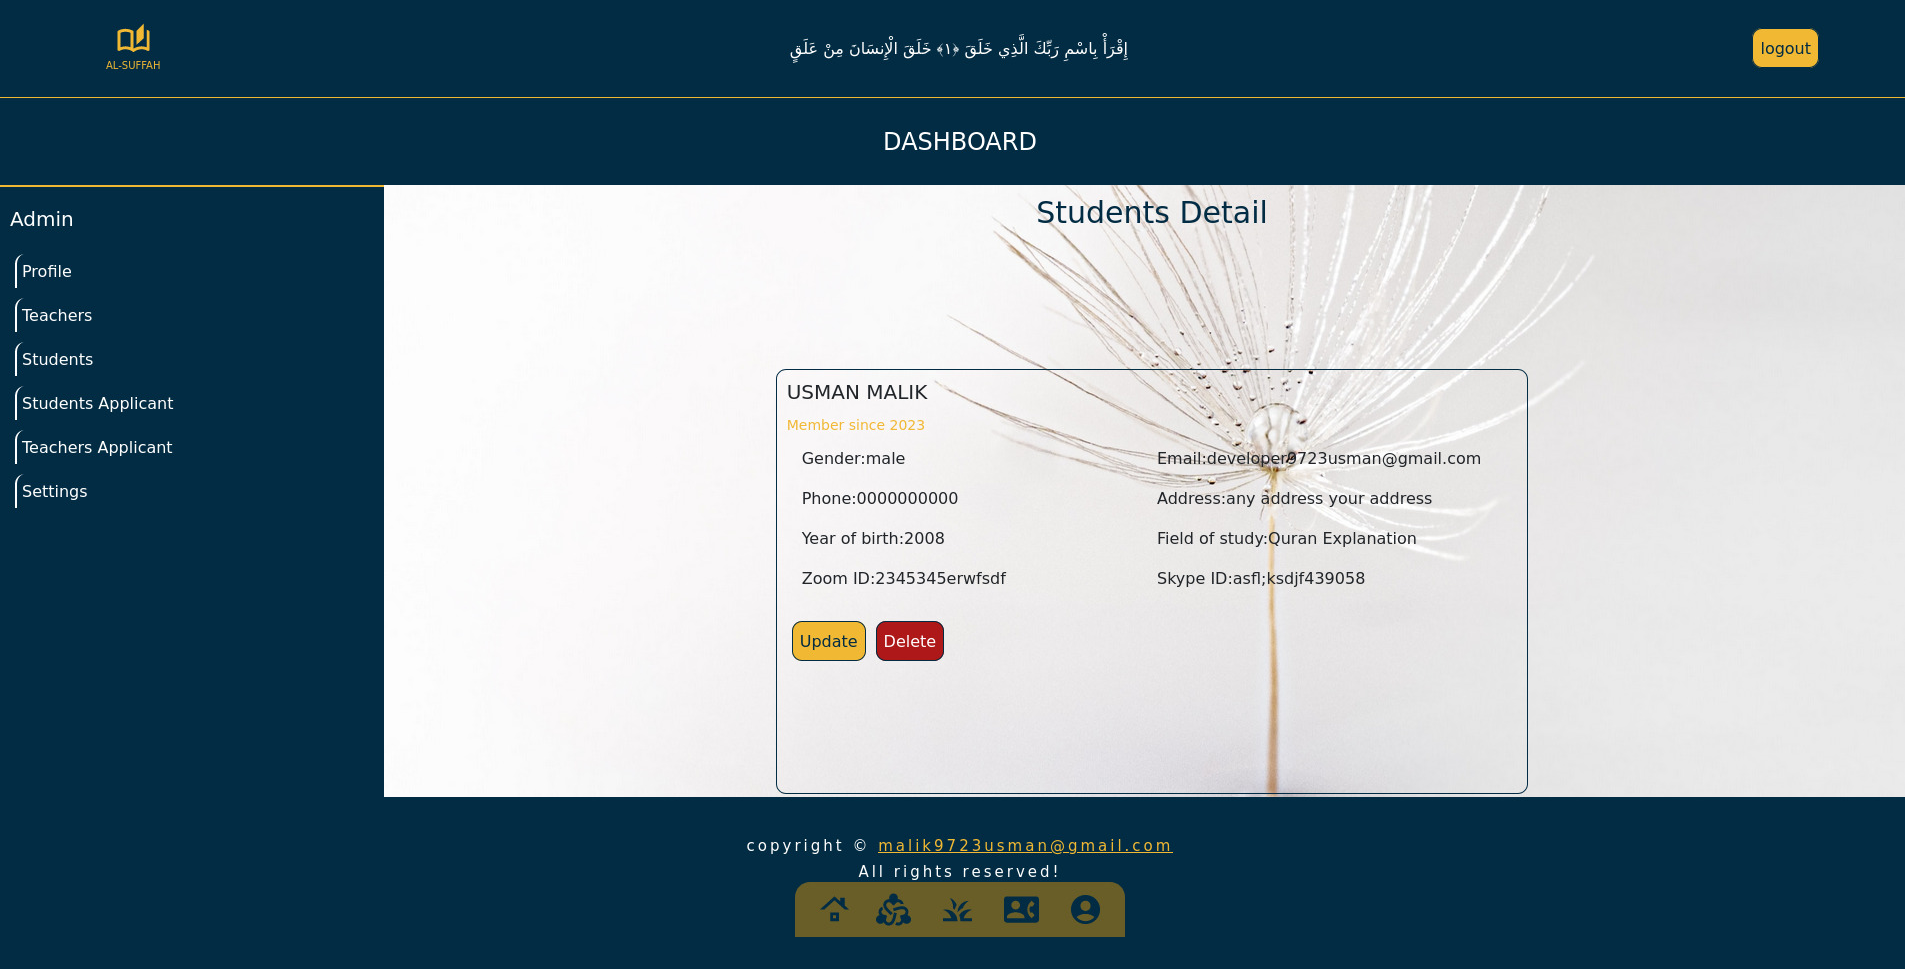 AL-SUFFAH
إِقْرَأْ بِاسْمِ رَبِّكَ الَّذِي خَلَقَ ﴿١﴾ خَلَقَ الْإِنسَانَ مِنْ عَلَقٍ
logout
DASHBOARD
Admin
Profile
Teachers
Students
Students Applicant
Teachers Applicant
Settings
Students Detail
USMAN MALIK
Member since 2023
Gender:male
Email:developer9723usman@gmail.com
Phone:0000000000
Address:any address your address
Year of birth:2008
Field of study:Quran Explanation
Zoom ID:2345345erwfsdf
Skype ID:asfl;ksdjf439058
Update
Delete
copyright © malik9723usman@gmail.com
All rights reserved!